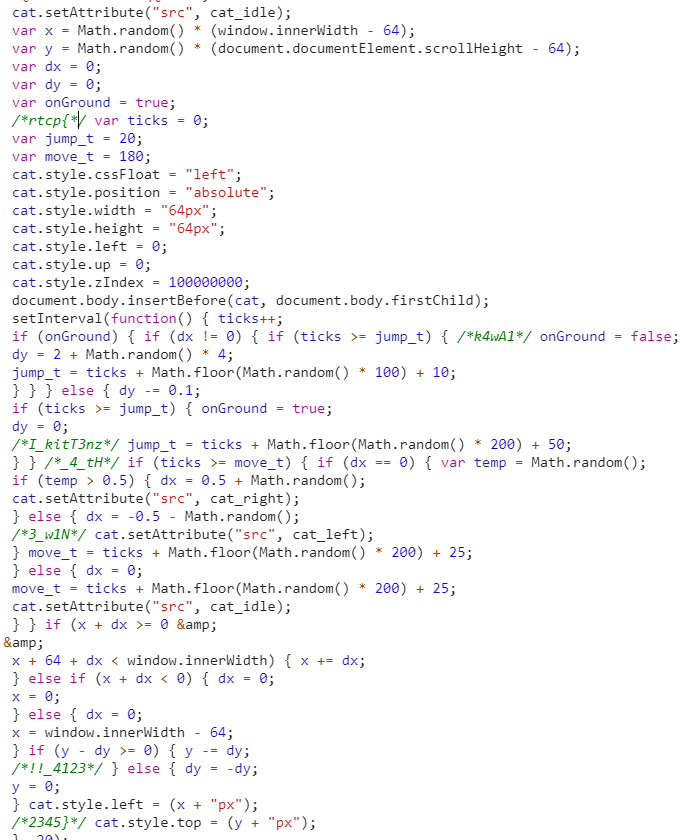 cat.setAttribute("src", cat_idle);
var x = Math.random() * (window.innerWidth - 64);
var y = Math.random() * (document.documentElement.scrollHeight - 64);
var dx = 0;
var dy = 0;
var onGround = true;
/*rtcp{*/ var ticks = 0;
var jump_t = 20;
var move_t = 180;
cat.style.cssFloat = "left";
cat.style.position = "absolute";
cat.style.width = "64px";
cat.style.height = "64px";
cat.style.left = 0;
cat.style.up = 0;
cat.style.zIndex = 100000000;
document.body.insertBefore(cat, document.body.firstChild);
setInterval(function() { ticks++;
if (onGround) { if (dx != 0) { if (ticks >= jump_t) { /*k4wA1*/ onGround = false;
dy = 2 + Math.random() * 4;
jump_t = ticks + Math.floor(Math.random() * 100) + 10;
} } } else { dy -= 0.1;
if (ticks >= jump_t) { onGround = true;
dy = 0;
/*I_kitT3nz*/ jump_t = ticks + Math.floor(Math.random() * 200) + 50;
} } /*_4_tH*/ if (ticks >= move_t) { if (dx == 0) { var temp = Math.random();
if (temp > 0.5) { dx = 0.5 + Math.random();
cat.setAttribute("src", cat_right);
} else { dx = -0.5 - Math.random();
/*3_w1N*/ cat.setAttribute("src", cat_left);
} move_t = ticks + Math.floor(Math.random() * 200) + 25;
} else { dx = 0;
move_t = ticks + Math.floor(Math.random() * 200) + 25;
cat.setAttribute("src", cat_idle);
} } if (x + dx >= 0 &amp;
&amp;
x + 64 + dx < window.innerWidth) { x += dx;
} else if (x + dx < 0) { dx = 0;
x = 0;
} else { dx = 0;
x = window.innerWidth - 64;
} if (y - dy >= 0) { y -= dy;
/*!!_4123*/ } else { dy = -dy;
y = 0;
} cat.style.left = (x + "px");
/*2345}*/ cat.style.top = (y + "px");
}, 20);